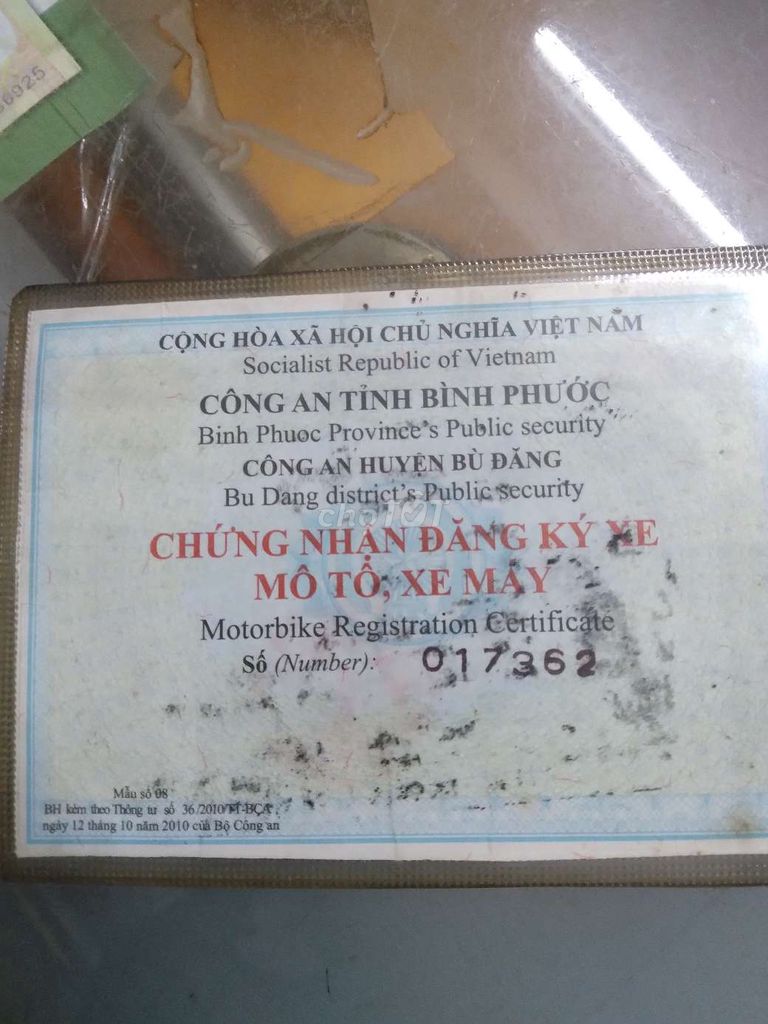 36925
CỘNG HÒA XÃ HỘI CHỦ NGHĨA VIỆT NAM
Socialist Republic of Vietnam
CÔNG AN TỈNH BÌNH PHƯỚC
Binh Phuoc Province's Public security
CÔNG AN HUYỆN BÙ ĐĂNG
Bu Dang district's Public security
chợTỐT
CHỨNG NHẬN ĐĂNG KÝ XE
MÔ TÔ, XE MÁY
Motorbike Registration Certificate
Số (Number): 017362
Mẫu số 08
BH kèm theo Thông tư số 36/2010/TT-BCA
ngày 12 tháng 10 năm 2010 của Bộ Công an